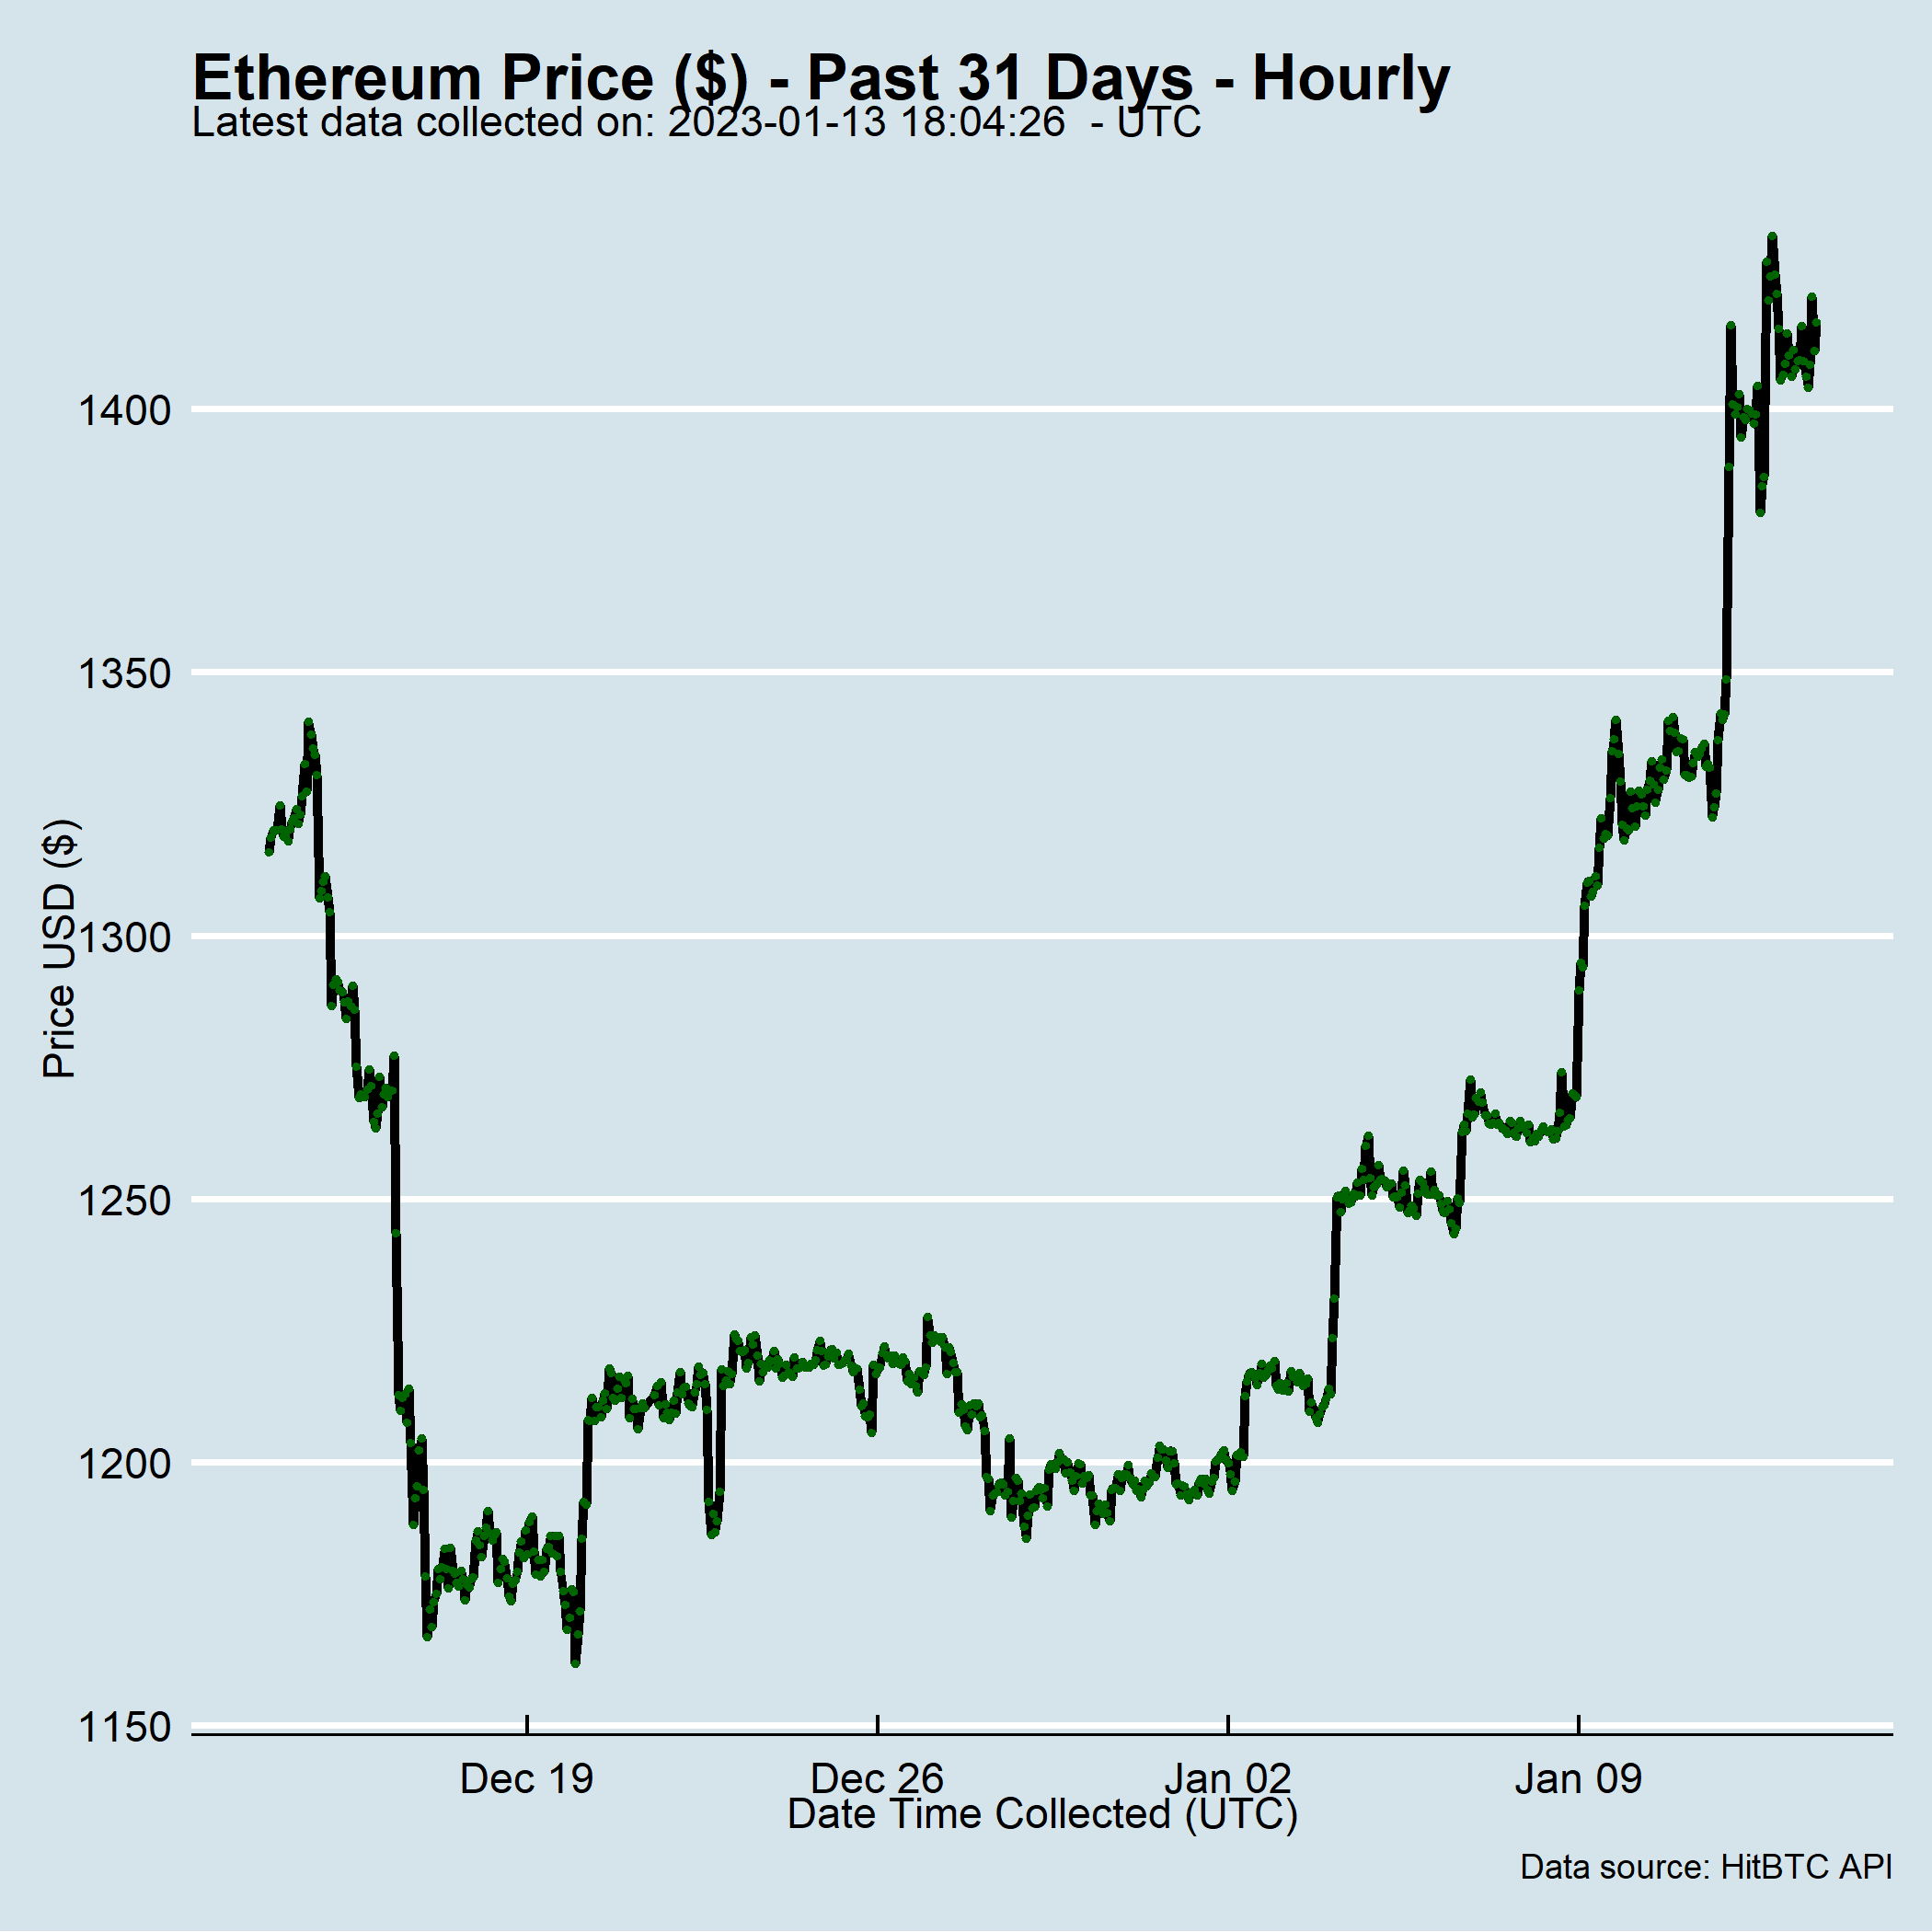 Ethereum Price ($) - Past 31 Days - Hourly
Latest data collected on: 2023-01-13 18:04:26  - UTC
Price USD ($)
1400
1350
1300
1250
1200
1150
Dec 19
Dec 26
Jan 02
Jan 09
Date Time Collected (UTC)
Data source: HitBTC API